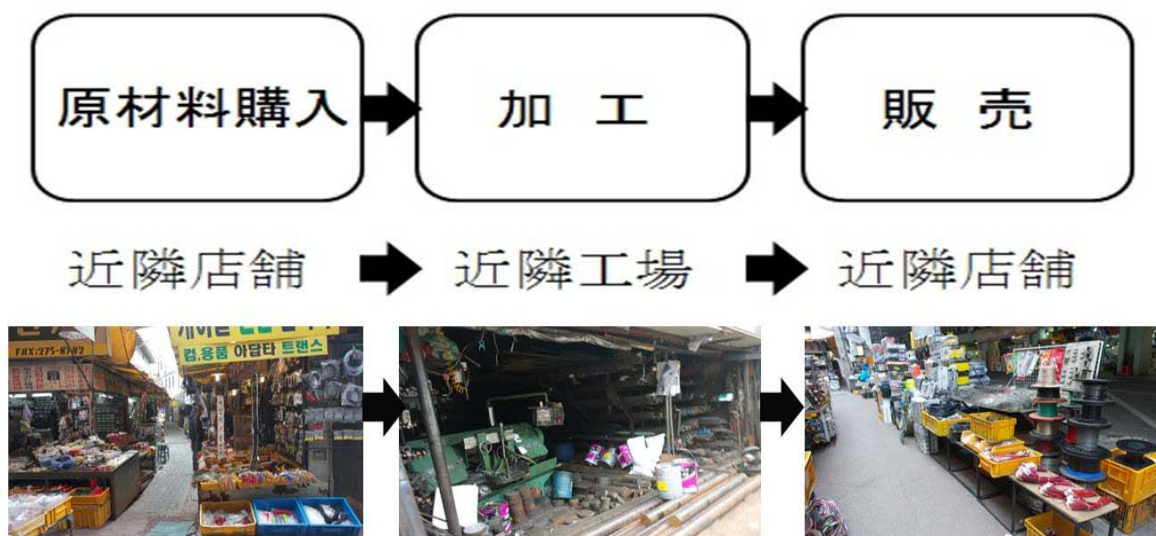 原材料購入
加 工
販 売
近隣店舗
近隣工場
近隣店舗
FAX:275-8712
컴,용품 아답타 트랜스